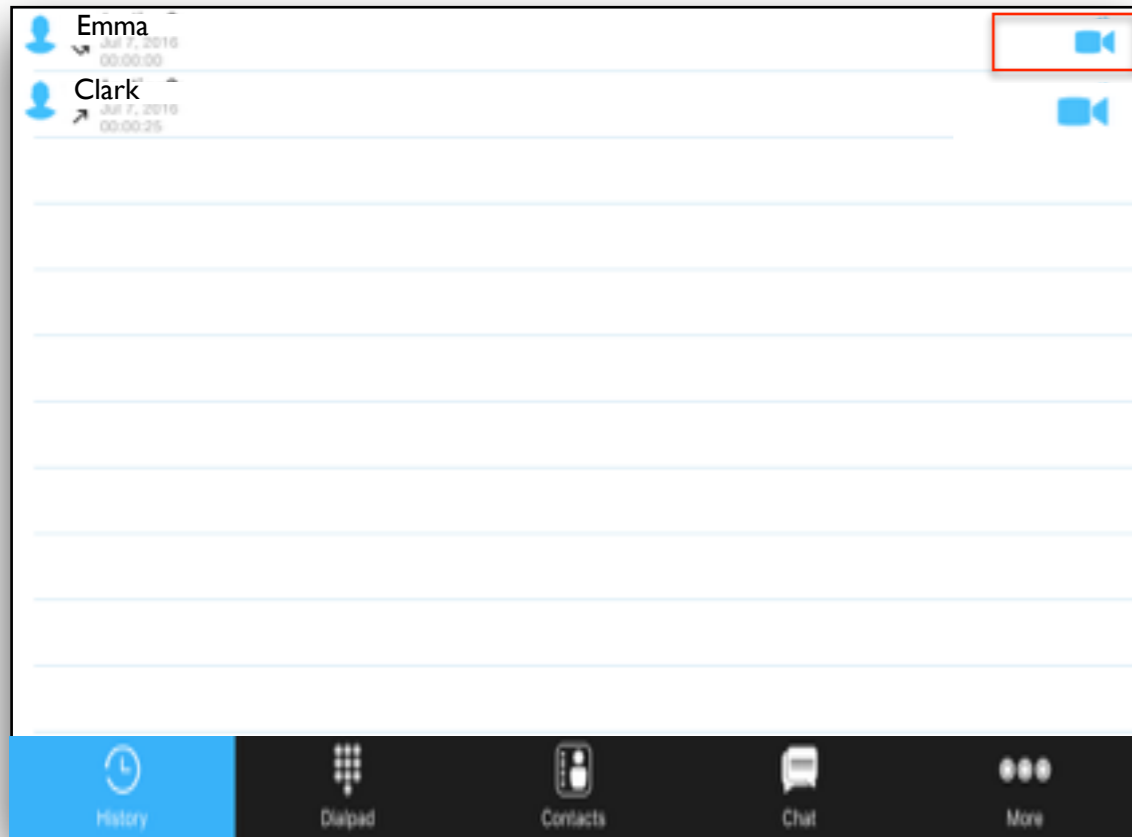 Emma
Jul 7, 2016
00:00:00
Clark
Jul 7, 2016
00:00:25
History
Dialpad
Contacts
Chat
More